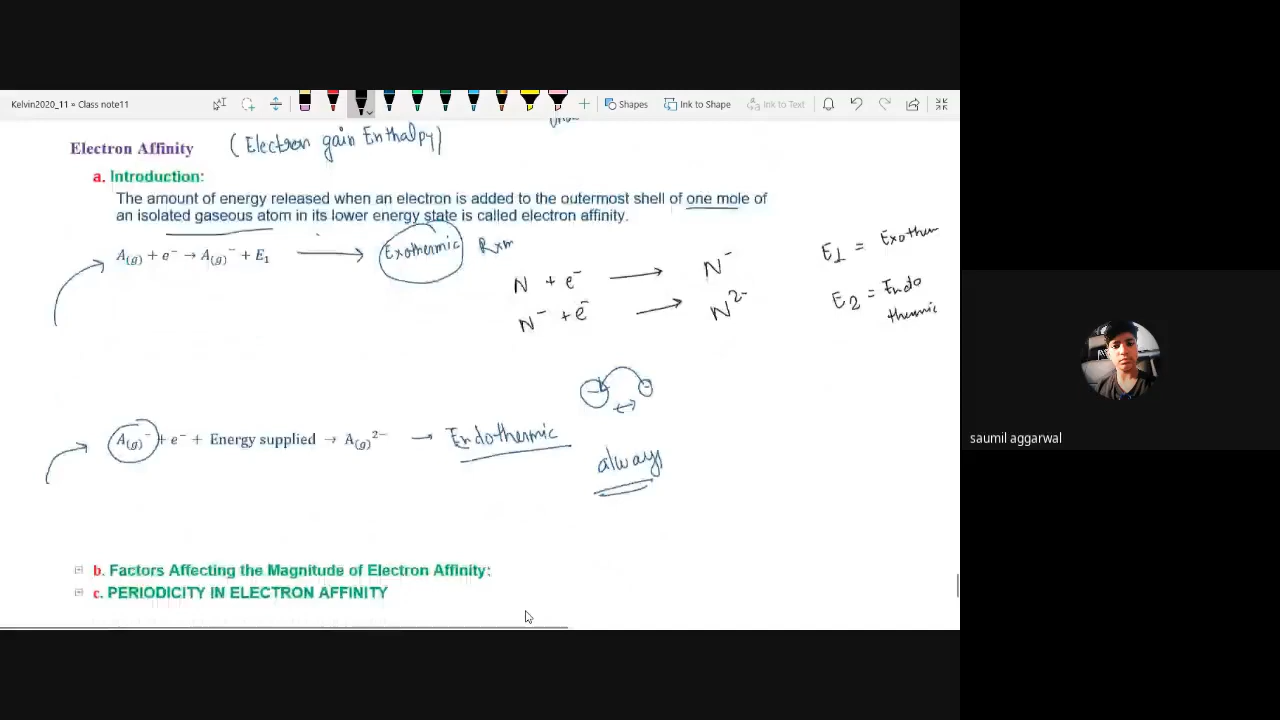 Kelvin2020_11 » Class note11
Shapes
Ink to Shape
Ink to Text
Electron Affinity (Electron gain Enthalpy)
a. Introduction:
The amount of energy released when an electron is added to the outermost shell of one mole of
an isolated gaseous atom in its lower energy state is called electron affinity.
A(g) + e⁻ → A(g)⁻ + E₁ → Exothermic Rxn
N + e⁻ → N⁻ E₁ = Exother
N⁻ + e⁻ → N²⁻ E₂ = Endo
thermic
A(g)⁻ + e⁻ + Energy supplied → A(g)²⁻ → Endothermic
always
b. Factors Affecting the Magnitude of Electron Affinity:
c. PERIODICITY IN ELECTRON AFFINITY
saumil aggarwal